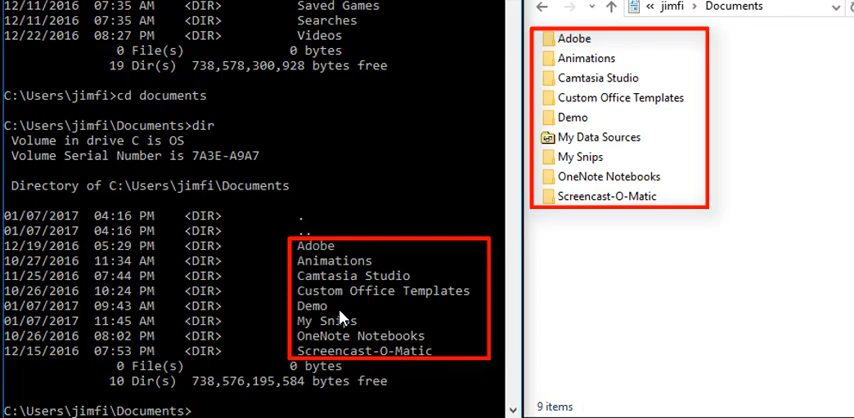 12/11/2016  07:35 AM    <DIR>          Saved Games
12/11/2016  07:35 AM    <DIR>          Searches
12/22/2016  08:27 PM    <DIR>          Videos
0 File(s)              0 bytes
19 Dir(s)  738,578,300,928 bytes free
C:\Users\jimfi>cd documents
C:\Users\jimfi\Documents>dir
Volume in drive C is OS
Volume Serial Number is 7A3E-A9A7
Directory of C:\Users\jimfi\Documents
01/07/2017  04:16 PM    <DIR>          .
01/07/2017  04:16 PM    <DIR>          ..
12/19/2016  05:29 PM    <DIR>          Adobe
10/27/2016  11:34 AM    <DIR>          Animations
11/25/2016  07:44 PM    <DIR>          Camtasia Studio
10/26/2016  10:24 PM    <DIR>          Custom Office Templates
01/07/2017  09:43 AM    <DIR>          Demo
01/07/2017  11:45 AM    <DIR>          My Snips
10/26/2016  08:02 PM    <DIR>          OneNote Notebooks
12/15/2016  07:53 PM    <DIR>          Screencast-O-Matic
0 File(s)              0 bytes
10 Dir(s)  738,576,195,584 bytes free
C:\Users\jimfi\Documents>
« jimfi > Documents
Adobe
Animations
Camtasia Studio
Custom Office Templates
Demo
My Data Sources
My Snips
OneNote Notebooks
Screencast-O-Matic
9 items